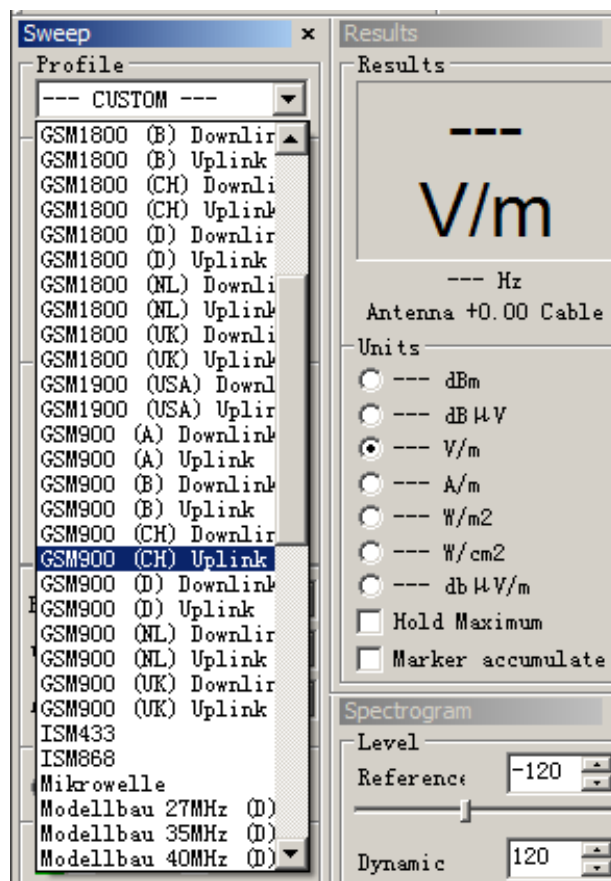 Sweep
Profile
--- CUSTOM ---
GSM1800 (B) Downlin
GSM1800 (B) Uplink
GSM1800 (CH) Downli
GSM1800 (CH) Uplink
GSM1800 (D) Downlin
GSM1800 (D) Uplink
GSM1800 (NL) Downli
GSM1800 (NL) Uplink
GSM1800 (UK) Downli
GSM1800 (UK) Uplink
GSM1900 (USA) Downl
GSM1900 (USA) Uplin
GSM900 (A) Downlink
GSM900 (A) Uplink
GSM900 (B) Downlink
GSM900 (B) Uplink
GSM900 (CH) Downlin
GSM900 (CH) Uplink
GSM900 (D) Downlink
GSM900 (D) Uplink
GSM900 (NL) Downlin
GSM900 (NL) Uplink
GSM900 (UK) Downlin
GSM900 (UK) Uplink
ISM433
ISM868
Mikrowelle
Modellbau 27MHz (D)
Modellbau 35MHz (D)
Modellbau 40MHz (D)
Results
Results
---
V/m
--- Hz
Antenna +0.00 Cable
Units
--- dBm
--- dBμV
--- V/m
--- A/m
--- W/m2
--- W/cm2
--- dbμV/m
Hold Maximum
Marker accumulate
Spectrogram
Level
Reference
-120
Dynamic
120